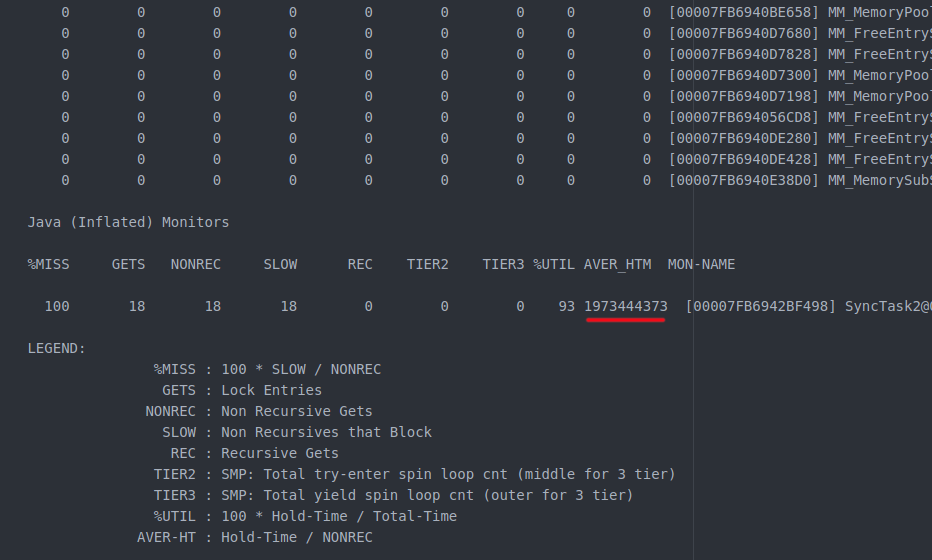 0 0 0 0 0 0 0 0 0 [00007FB6940BE658] MM_MemoryPool
0 0 0 0 0 0 0 0 0 [00007FB6940D7680] MM_FreeEntryS
0 0 0 0 0 0 0 0 0 [00007FB6940D7828] MM_FreeEntryS
0 0 0 0 0 0 0 0 0 [00007FB6940D7300] MM_MemoryPool
0 0 0 0 0 0 0 0 0 [00007FB6940D7198] MM_MemoryPool
0 0 0 0 0 0 0 0 0 [00007FB694056CD8] MM_FreeEntryS
0 0 0 0 0 0 0 0 0 [00007FB6940DE280] MM_FreeEntryS
0 0 0 0 0 0 0 0 0 [00007FB6940DE428] MM_FreeEntryS
0 0 0 0 0 0 0 0 0 [00007FB6940E38D0] MM_MemorySubS
Java (Inflated) Monitors
%MISS GETS NONREC SLOW REC TIER2 TIER3 %UTIL AVER_HTM MON-NAME
100 18 18 18 0 0 0 93 1973444373 [00007FB6942BF498] SyncTask2@
LEGEND:
%MISS : 100 * SLOW / NONREC
GETS : Lock Entries
NONREC : Non Recursive Gets
SLOW : Non Recursives that Block
REC : Recursive Gets
TIER2 : SMP: Total try-enter spin loop cnt (middle for 3 tier)
TIER3 : SMP: Total yield spin loop cnt (outer for 3 tier)
%UTIL : 100 * Hold-Time / Total-Time
AVER-HT : Hold-Time / NONREC